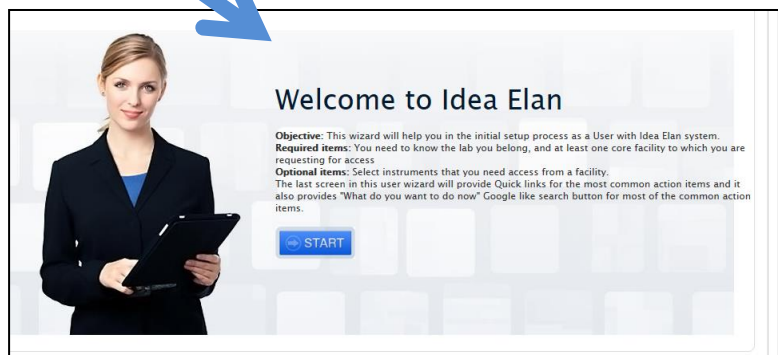 Welcome to Idea Elan
Objective: This wizard will help you in the initial setup process as a User with Idea Elan system.
Required items: You need to know the lab you belong, and at least one core facility to which you are
requesting for access
Optional items: Select instruments that you need access from a facility.
The last screen in this user wizard will provide Quick links for the most common action items and it
also provides "What do you want to do now" Google like search button for most of the common action
items.
START